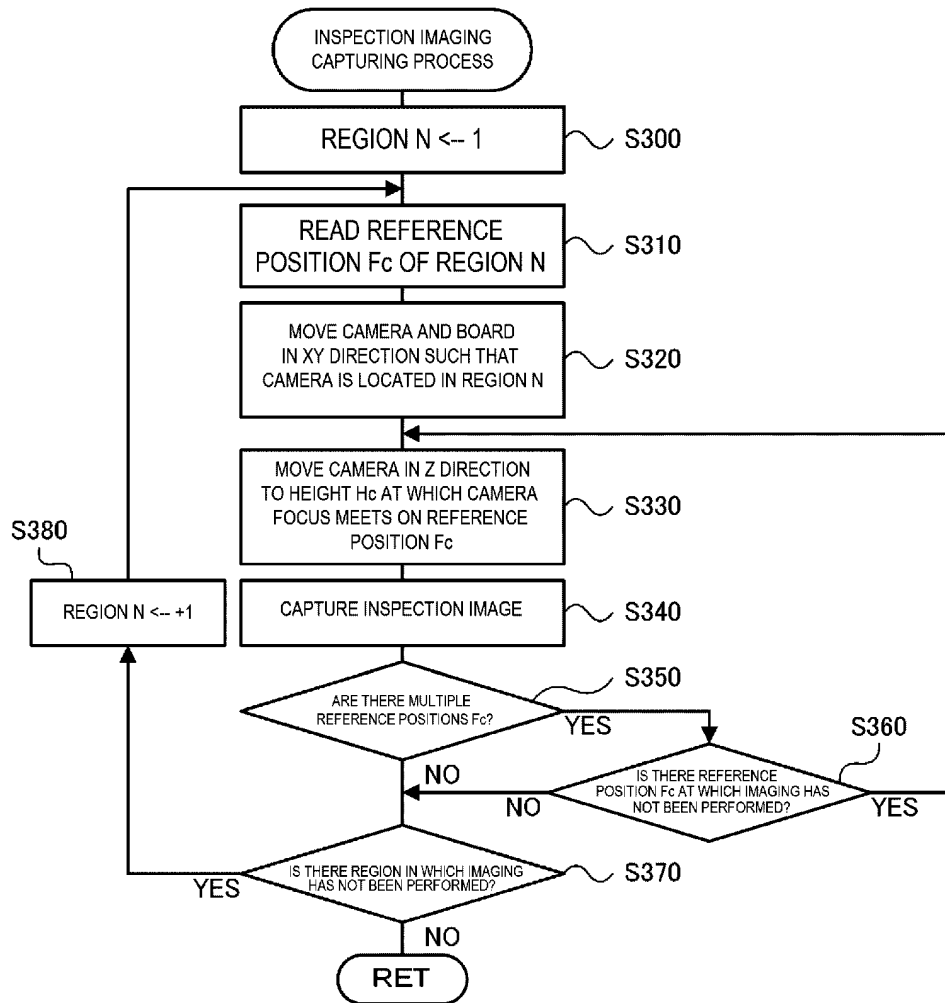 INSPECTION IMAGING
CAPTURING PROCESS
REGION N <-- 1
S300
READ REFERENCE
POSITION Fc OF REGION N
S310
MOVE CAMERA AND BOARD
IN XY DIRECTION SUCH THAT
CAMERA IS LOCATED IN REGION N
S320
MOVE CAMERA IN Z DIRECTION
TO HEIGHT Hc AT WHICH CAMERA
FOCUS MEETS ON REFERENCE
POSITION Fc
S330
S380
REGION N <-- +1
CAPTURE INSPECTION IMAGE
S340
ARE THERE MULTIPLE
REFERENCE POSITIONS Fc?
S350
YES
NO
IS THERE REFERENCE
POSITION Fc AT WHICH IMAGING HAS
NOT BEEN PERFORMED?
S360
NO
YES
IS THERE REGION IN WHICH IMAGING
HAS NOT BEEN PERFORMED?
S370
YES
NO
RET